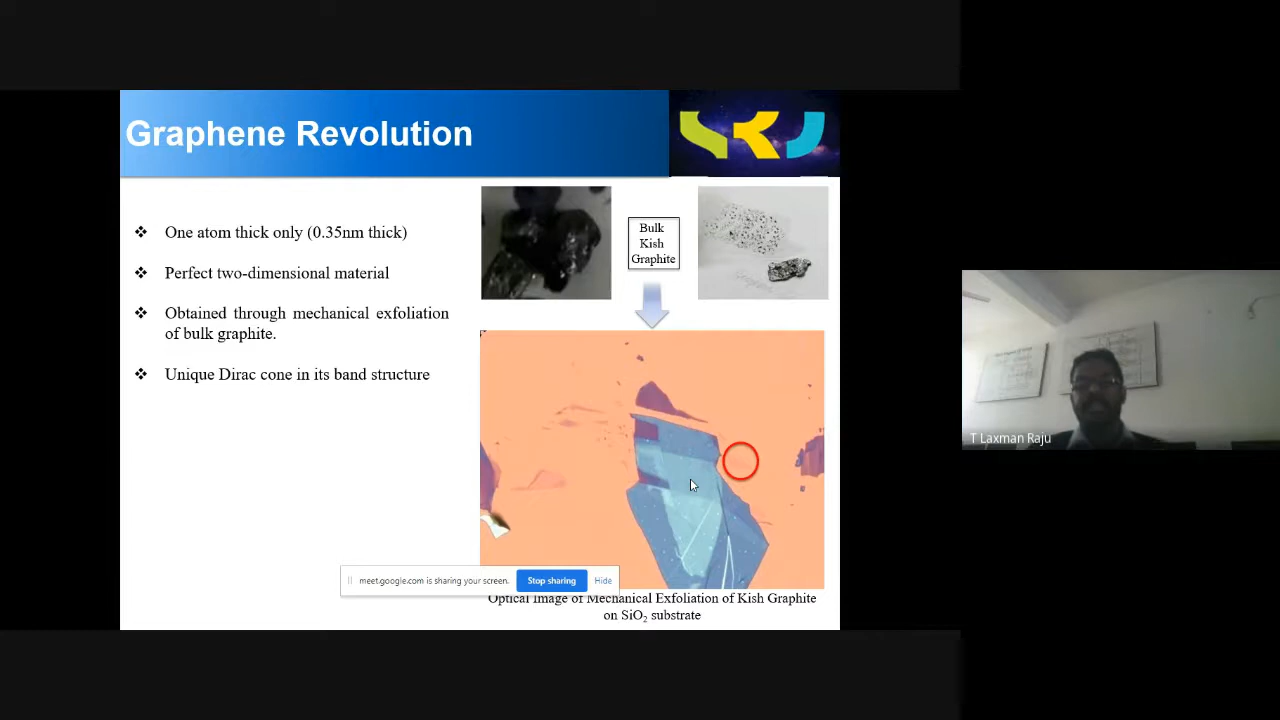 Graphene Revolution
❖ One atom thick only (0.35nm thick)
❖ Perfect two-dimensional material
❖ Obtained through mechanical exfoliation
of bulk graphite.
❖ Unique Dirac cone in its band structure
Bulk
Kish
Graphite
meet.google.com is sharing your screen.
Stop sharing
Hide
Optical Image of Mechanical Exfoliation of Kish Graphite
on SiO₂ substrate
T Laxman Raju